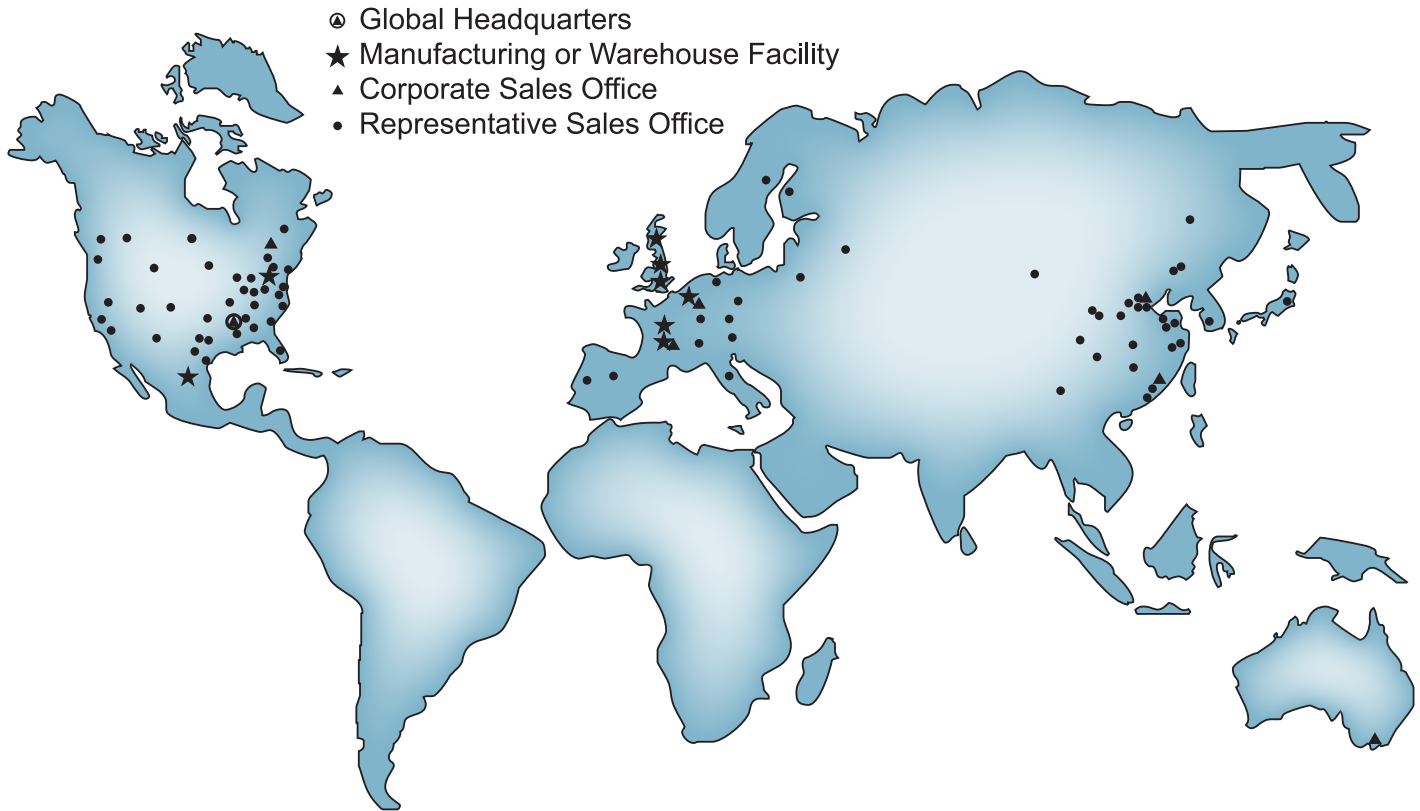 Global Headquarters
Manufacturing or Warehouse Facility
Corporate Sales Office
Representative Sales Office